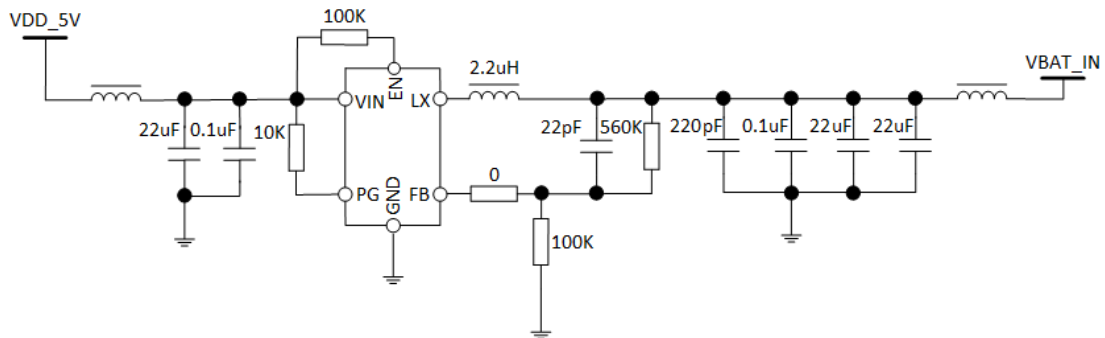 100K
VDD_5V
2.2uH
VBAT_IN
EN
VIN
LX
22uF 0.1uF
10K
22pF 560K
220pF 0.1uF 22uF 22uF
0
PG
GND
FB
100K